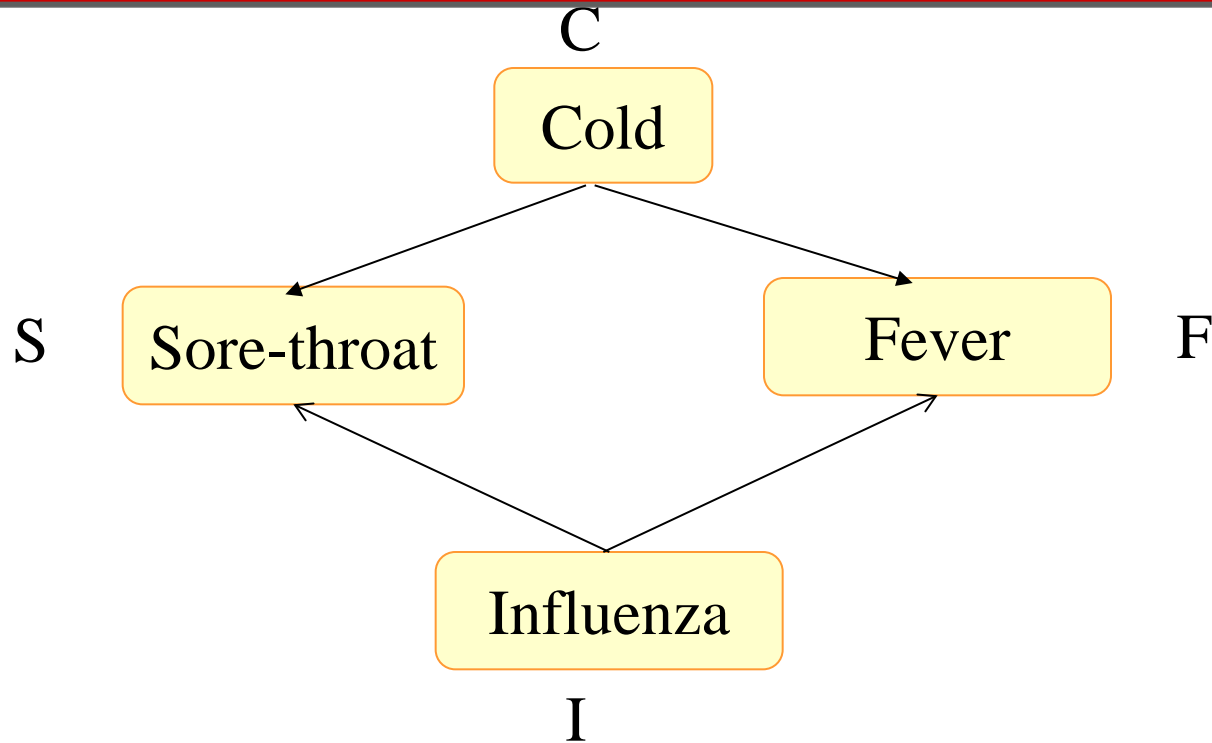 C
Cold
S
Sore-throat
Fever
F
Influenza
I